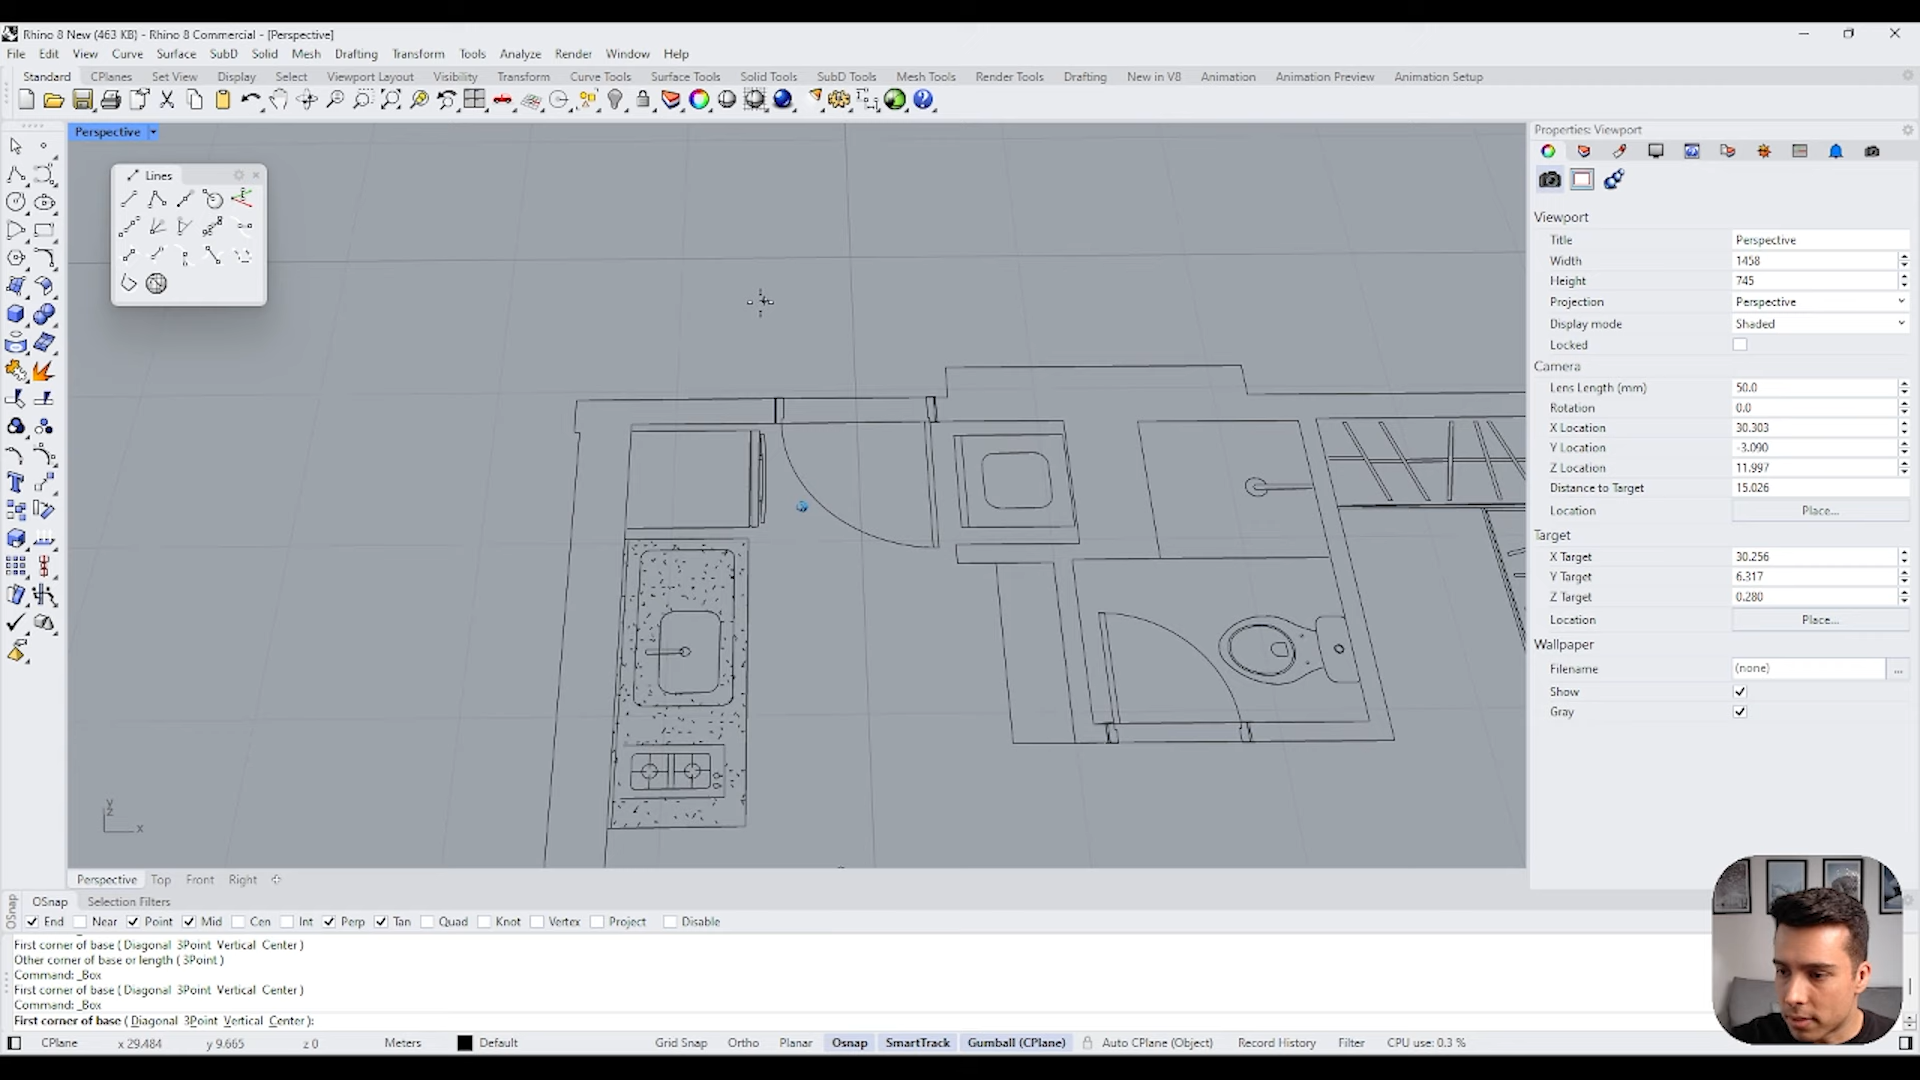 Rhino 8 New (463 KB) - Rhino 8 Commercial - [Perspective]
File Edit View Curve Surface SubD Solid Mesh Drafting Transform Tools Analyze Render Window Help
Standard CPlanes Set View Display Select Viewport Layout Visibility Transform Curve Tools Surface Tools Solid Tools SubD Tools Mesh Tools Render Tools Drafting New in V8 Animation Animation Preview Animation Setup
Perspective
Lines
Properties: Viewport
Viewport
Title Perspective
Width 1458
Height 745
Projection Perspective
Display mode Shaded
Locked
Camera
Lens Length (mm) 50.0
Rotation 0.0
X Location 30.303
Y Location -3.090
Z Location 11.997
Distance to Target 15.026
Location Place...
Target
X Target 30.256
Y Target 6.317
Z Target 0.280
Location Place...
Wallpaper
Filename (none) ...
Show
Gray
y
z
x
Perspective Top Front Right
OSnap Selection Filters
OSnap
End Near Point Mid Cen Int Perp Tan Quad Knot Vertex Project Disable
First corner of base ( Diagonal 3Point Vertical Center )
Other corner of base or length ( 3Point )
Command: _Box
First corner of base ( Diagonal 3Point Vertical Center )
Command: _Box
First corner of base ( Diagonal 3Point Vertical Center ):
CPlane x 29.484 y 9.665 z 0 Meters Default Grid Snap Ortho Planar Osnap SmartTrack Gumball (CPlane) Auto CPlane (Object) Record History Filter CPU use: 0.3 %